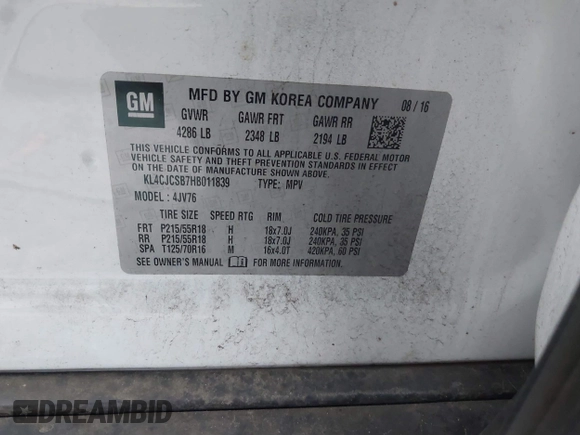 GM
MFD BY GM KOREA COMPANY 08/16
GVWR GAWR FRT GAWR RR
4286 LB 2348 LB 2194 LB
THIS VEHICLE CONFORMS TO ALL APPLICABLE U.S. FEDERAL MOTOR
VEHICLE SAFETY AND THEFT PREVENTION STANDARDS IN EFFECT
ON THE DATE OF MANUFACTURE SHOWN ABOVE.
KL4CJCSB7HB011839 TYPE: MPV
MODEL: 4JV76
TIRE SIZE SPEED RTG RIM COLD TIRE PRESSURE
FRT P215/55R18 H 18x7.0J 240KPA, 35 PSI
RR P215/55R18 H 18x7.0J 240KPA, 35 PSI
SPA T125/70R16 M 16x4.0T 420KPA, 60 PSI
SEE OWNER'S MANUAL FOR MORE INFORMATION.
DREAMBID